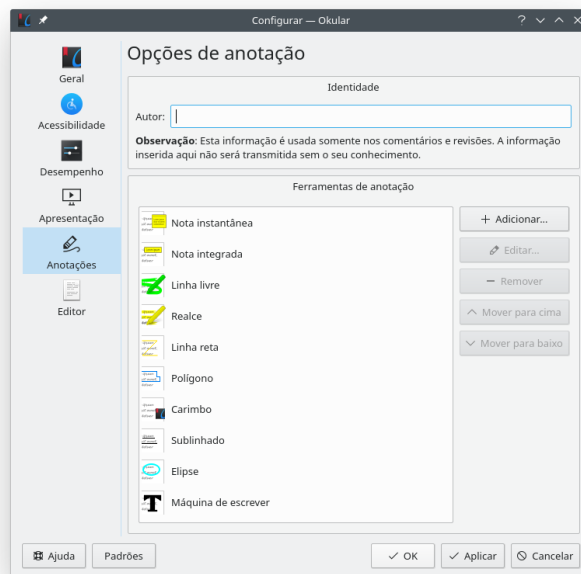 Configurar — Okular
Opções de anotação
Geral
Acessibilidade
Desempenho
Apresentação
Anotações
Editor
Identidade
Autor:
Observação: Esta informação é usada somente nos comentários e revisões. A informação
inserida aqui não será transmitida sem o seu conhecimento.
Ferramentas de anotação
Nota instantânea
Nota integrada
Linha livre
Realce
Linha reta
Polígono
Carimbo
Sublinhado
Elipse
Máquina de escrever
Adicionar...
Editar...
Remover
Mover para cima
Mover para baixo
Ajuda
Padrões
OK
Aplicar
Cancelar